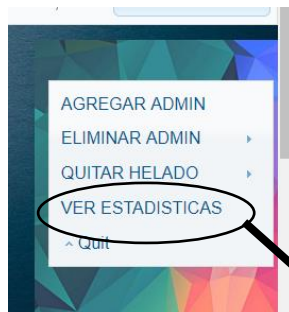 AGREGAR ADMIN
ELIMINAR ADMIN
QUITAR HELADO
VER ESTADISTICAS
Quit